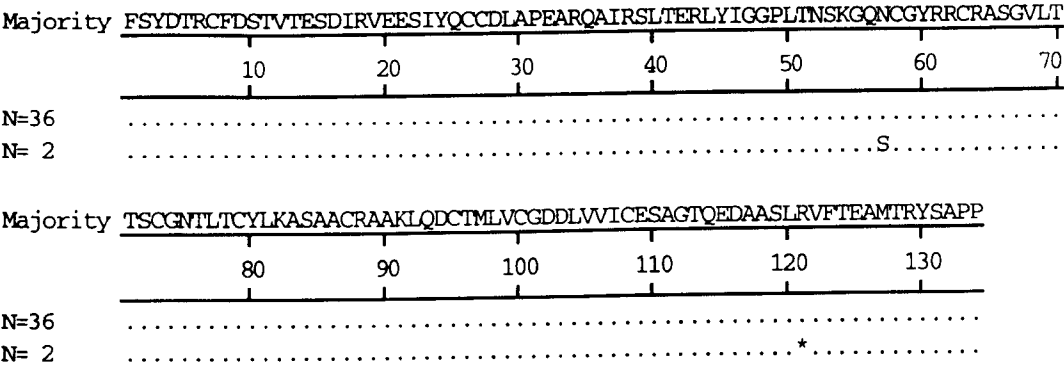 Majority FSYDTRCFDSTVTESDIRVEESIYQCCDLAPEARQAIRSLTERLYIGGPLTNSKGQNCGYRRCRASGVLT
10 20 30 40 50 60 70
N=36 ......................................................................
N= 2 ........................................................S.............
Majority TSCGNTLTCYLKASAACRAAKLQDCTMLVCGDDLVVICESAGTQEDAASLRVFTEAMTRYSAPP
80 90 100 110 120 130
N=36 ................................................................
N= 2 ..................................................*.............